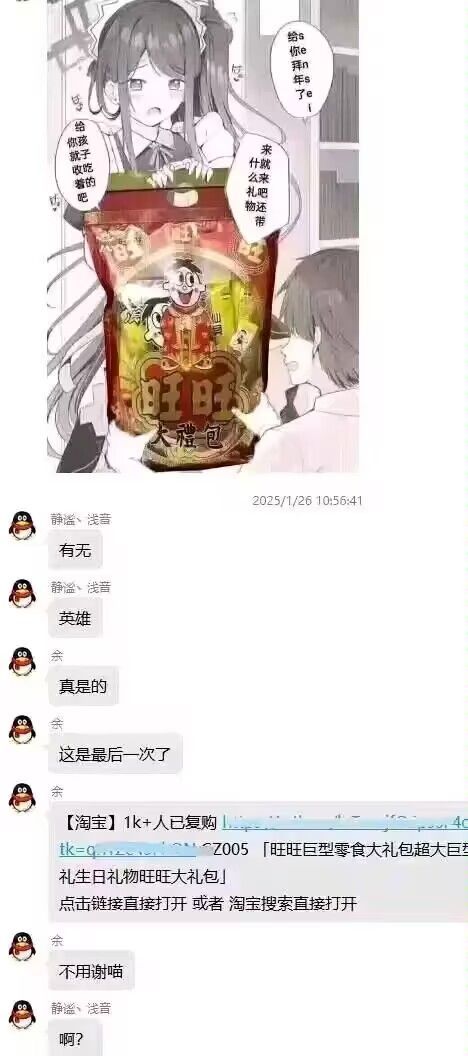 sensei
给你拜年了
来就来吧还带
什么礼物
给孩子吃的
你就收着吧
旺旺
旺旺
大禮包
2025/1/26 10:56:41
静谧丶浅音
有无
静谧丶浅音
英雄
余
真是的
余
这是最后一次了
余
【淘宝】1k+人已复购
tk= CZ005 「旺旺巨型零食大礼包超大巨型
礼生日礼物旺旺大礼包」
点击链接直接打开 或者 淘宝搜索直接打开
余
不用谢喵
静谧丶浅音
啊?